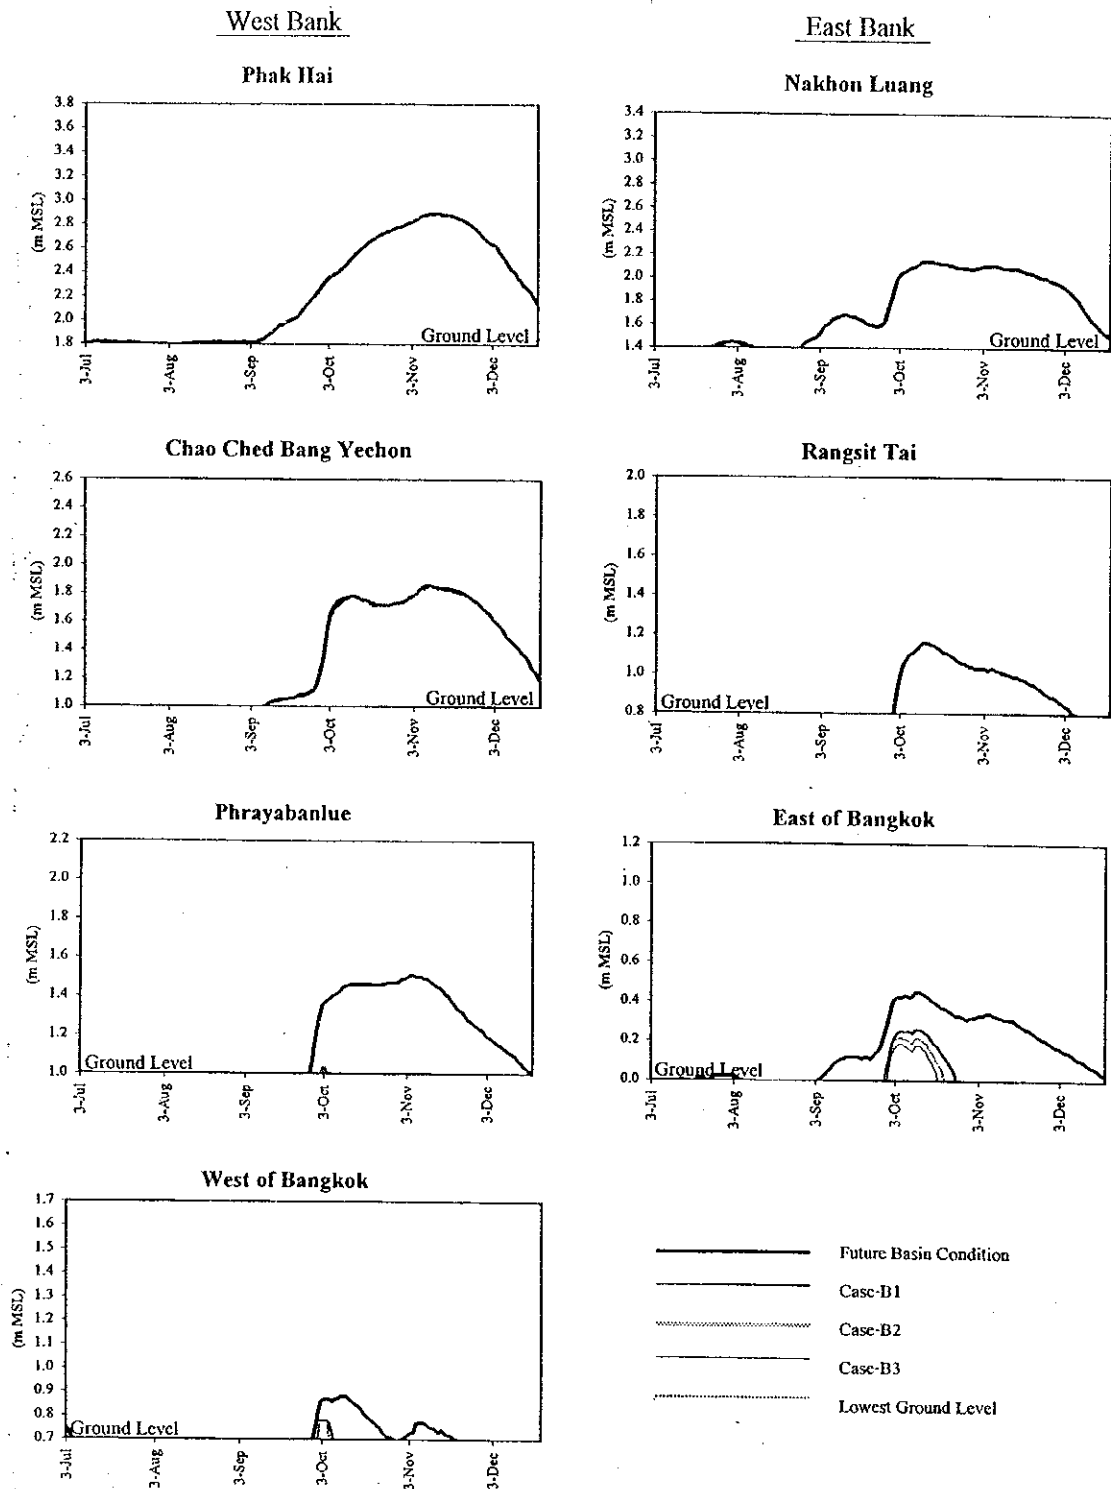 West Bank
East Bank
Phak Hai
(m MSL)
3.8
3.6
3.4
3.2
3.0
2.8
2.6
2.4
2.2
2.0
1.8
Ground Level
3-Jul
3-Aug
3-Sep
3-Oct
3-Nov
3-Dec
Nakhon Luang
(m MSL)
3.4
3.2
3.0
2.8
2.6
2.4
2.2
2.0
1.8
1.6
1.4
Ground Level
3-Jul
3-Aug
3-Sep
3-Oct
3-Nov
3-Dec
Chao Ched Bang Yeehon
(m MSL)
2.6
2.4
2.2
2.0
1.8
1.6
1.4
1.2
1.0
Ground Level
3-Jul
3-Aug
3-Sep
3-Oct
3-Nov
3-Dec
Rangsit Tai
(m MSL)
2.0
1.8
1.6
1.4
1.2
1.0
0.8
Ground Level
3-Jul
3-Aug
3-Sep
3-Oct
3-Nov
3-Dec
Phrayabanlue
(m MSL)
2.2
2.0
1.8
1.6
1.4
1.2
1.0
Ground Level
3-Jul
3-Aug
3-Sep
3-Oct
3-Nov
3-Dec
East of Bangkok
(m MSL)
1.2
1.0
0.8
0.6
0.4
0.2
0.0
Ground Level
3-Jul
3-Aug
3-Sep
3-Oct
3-Nov
3-Dec
West of Bangkok
(m MSL)
1.7
1.6
1.5
1.4
1.3
1.2
1.1
1.0
0.9
0.8
0.7
Ground Level
3-Jul
3-Aug
3-Sep
3-Oct
3-Nov
3-Dec
Future Basin Condition
Case-B1
Case-B2
Case-B3
Lowest Ground Level